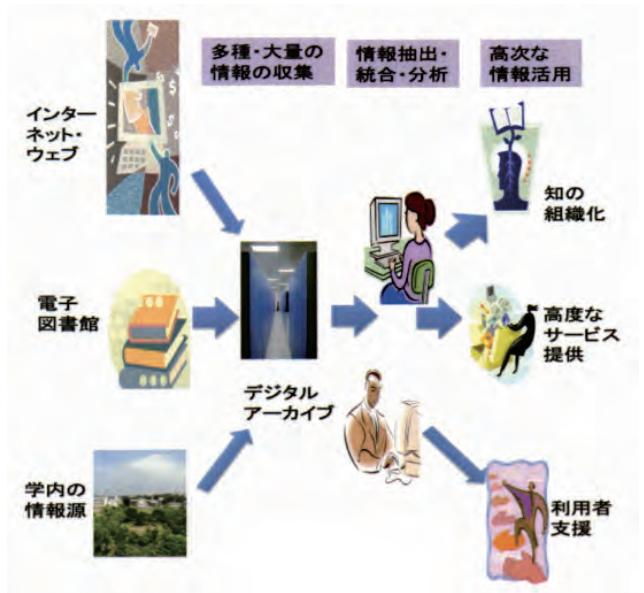 多種・大量の
情報の収集
情報抽出・
統合・分析
高次な
情報活用
インター
ネット・
ウェブ
知の
組織化
電子
図書館
高度な
サービス
提供
デジタル
アーカイブ
学内の
情報源
利用者
支援